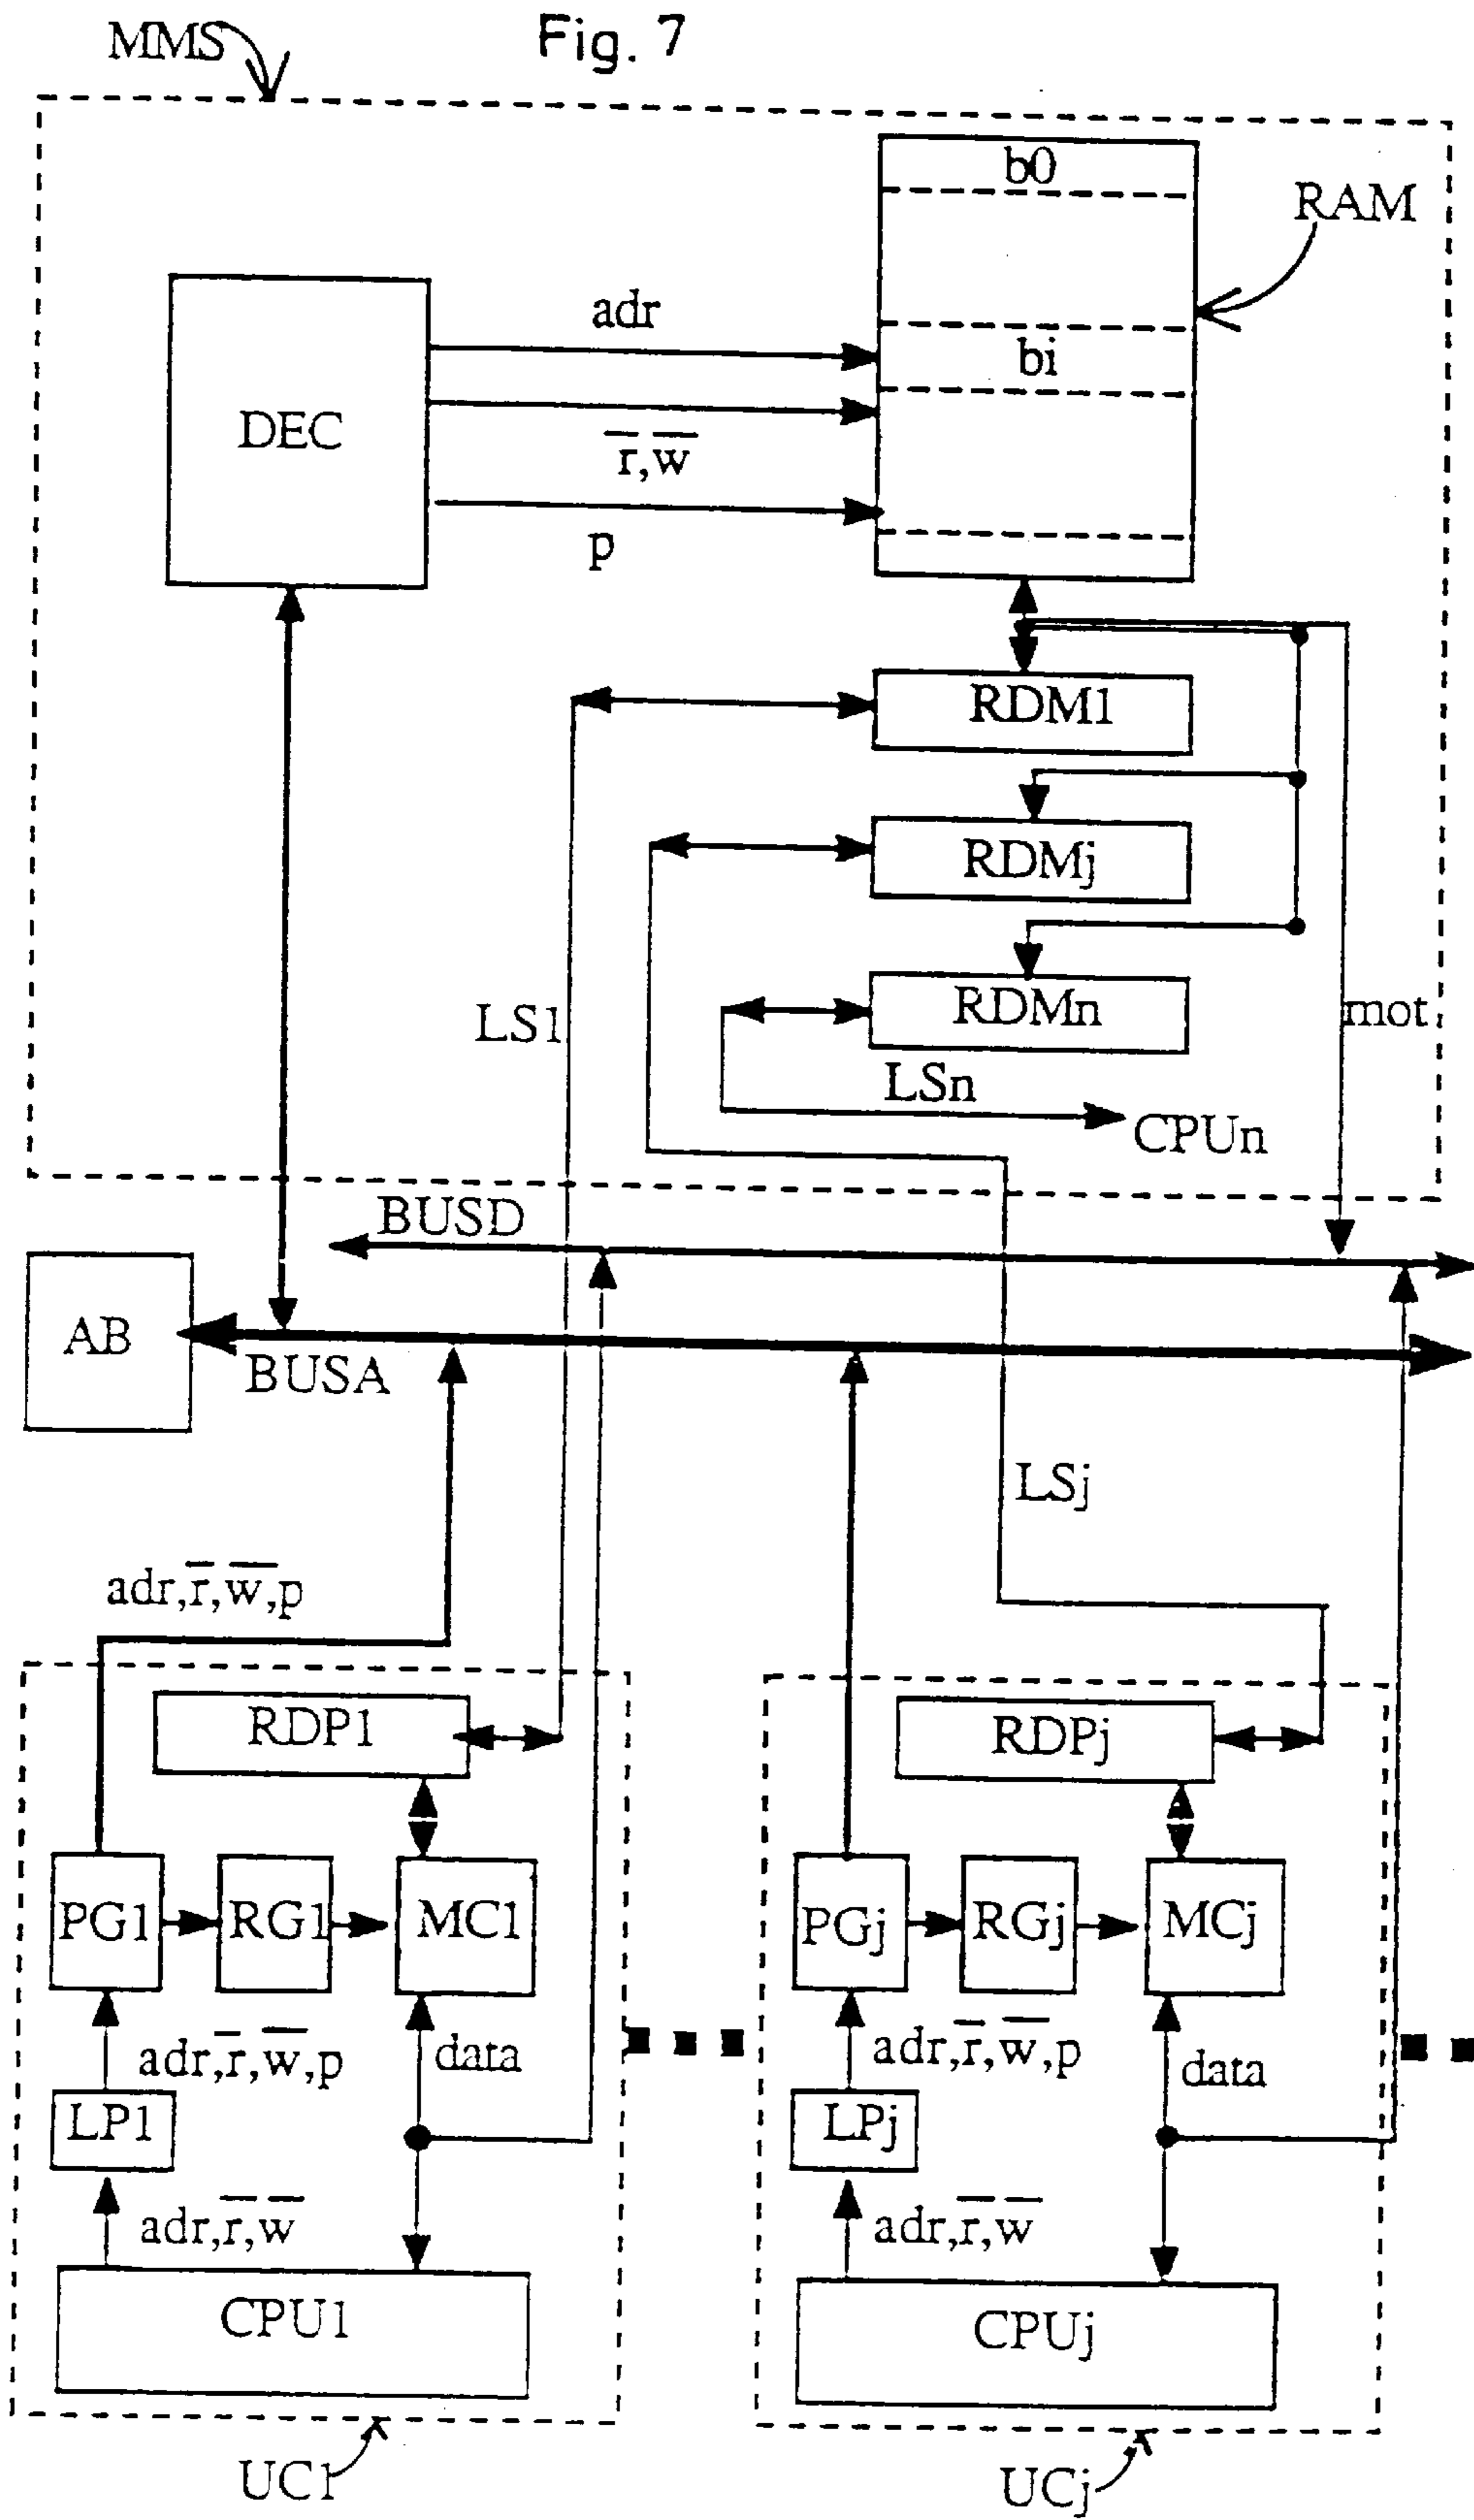 Fig. 7
MMS
b0
RAM
adr
bi
DEC
r̅,w̅
p
RDM1
RDMj
RDMn
LS1
mot
LSn
CPUn
BUSD
AB
BUSA
LSj
adr,r̅,w̅,p
RDP1
RDPj
PG1
RG1
MC1
PGj
RGj
MCj
adr,r̅,w̅,p
data
adr,r̅,w̅,p
data
LP1
LPj
adr,r̅,w̅
adr,r̅,w̅
CPU1
CPUj
UC1
UCj